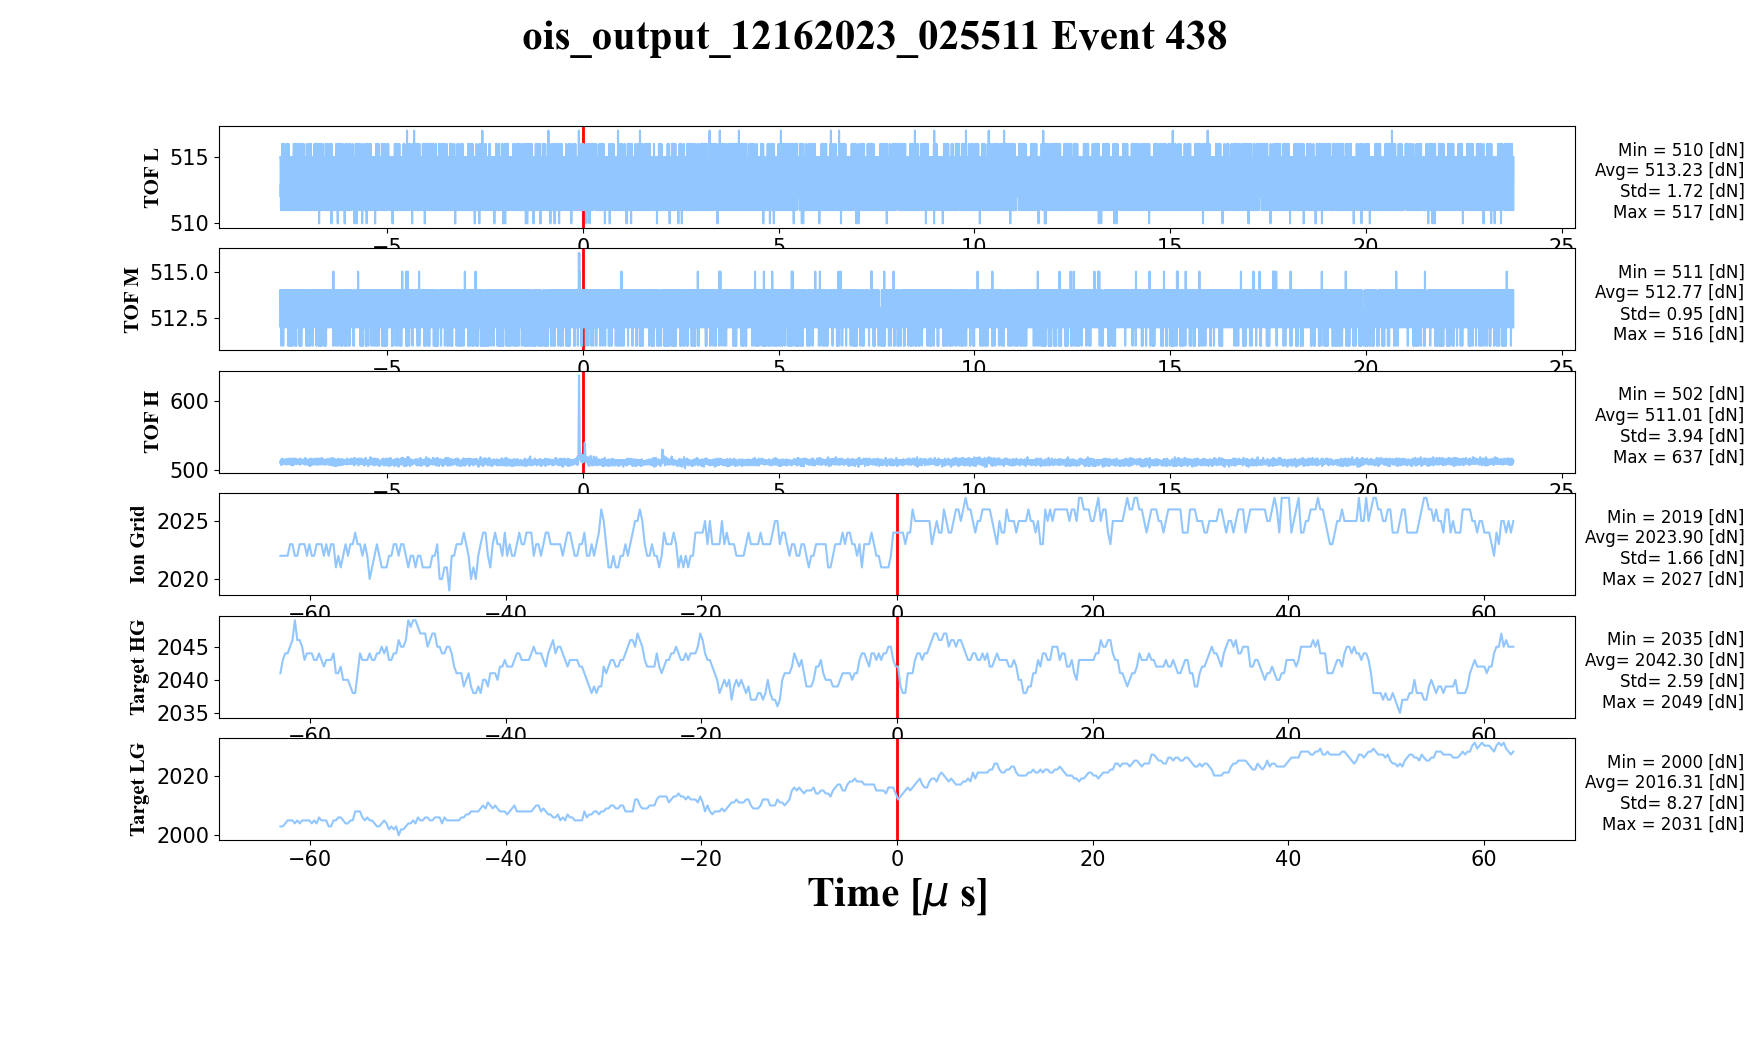 ois_output_12162023_025511 Event 438
TOF L
515
510
Min = 510 [dN]
Avg= 513.23 [dN]
Std= 1.72 [dN]
Max = 517 [dN]
−5 0 5 10 15 20 25
TOF M
515.0
512.5
Min = 511 [dN]
Avg= 512.77 [dN]
Std= 0.95 [dN]
Max = 516 [dN]
−5 0 5 10 15 20 25
TOF H
600
500
Min = 502 [dN]
Avg= 511.01 [dN]
Std= 3.94 [dN]
Max = 637 [dN]
−5 0 5 10 15 20 25
Ion Grid
2025
2020
Min = 2019 [dN]
Avg= 2023.90 [dN]
Std= 1.66 [dN]
Max = 2027 [dN]
−60 −40 −20 0 20 40 60
Target HG
2045
2040
2035
Min = 2035 [dN]
Avg= 2042.30 [dN]
Std= 2.59 [dN]
Max = 2049 [dN]
−60 −40 −20 0 20 40 60
Target LG
2020
2000
Min = 2000 [dN]
Avg= 2016.31 [dN]
Std= 8.27 [dN]
Max = 2031 [dN]
−60 −40 −20 0 20 40 60
Time [μ s]